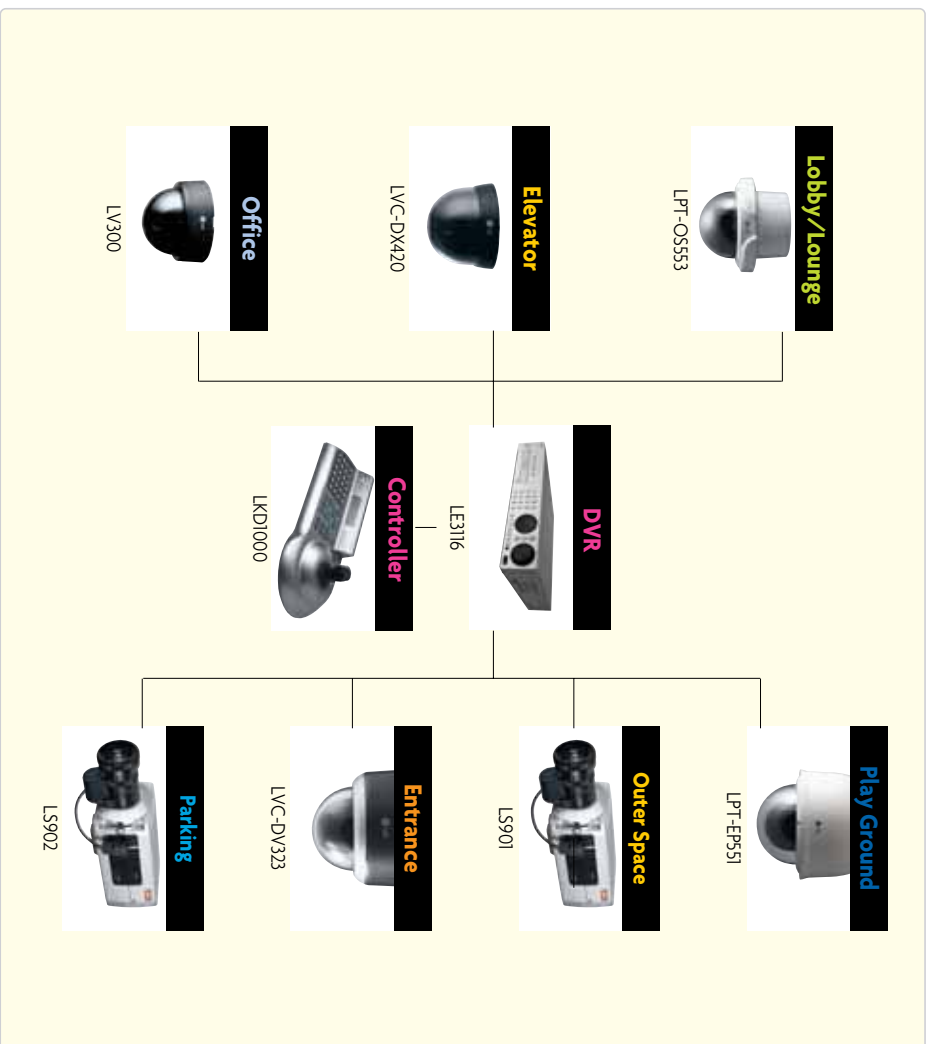 Lobby/Lounge
LPT-OS553
Elevator
LVC-DX420
Office
LV300
DVR
LE3116
Controller
LKD1000
Play Ground
LPT-EP551
Outer Space
LS901
Entrance
LVC-DV323
Parking
LS902